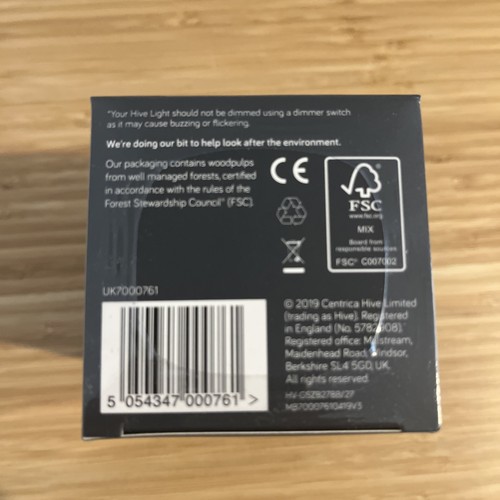 "Your Hive Light should not be dimmed using a dimmer switch
as it may cause buzzing or flickering.
We're doing our bit to help look after the environment.
Our packaging contains woodpulps
from well managed forests, certified
in accordance with the rules of the
Forest Stewardship Council® (FSC).
CE
FSC
www.fsc.org
MIX
Board from
responsible sources
FSC® C007002
UK7000761
5 054347 000761 >
© 2019 Centrica Hive Limited
(trading as Hive). Registered
in England (No. 5782908).
Registered office: Millstream,
Maidenhead Road, Windsor,
Berkshire SL4 5GD, UK.
All rights reserved.